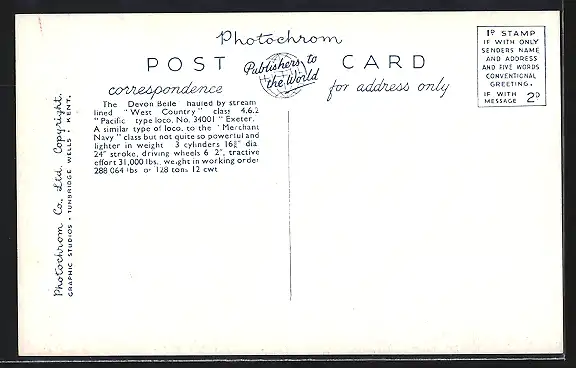 Photochrom
POST CARD
Publishers to
the World
correspondence
for address only
1D STAMP
IF WITH ONLY
SENDERS NAME
AND ADDRESS
AND FIVE WORDS
CONVENTIONAL
GREETING.
IF WITH
MESSAGE 2D
The Devon Belle hauled by stream
lined "West Country" class 4.6.2
"Pacific type loco. No. 34001 "Exeter.
A similar type of loco. to the "Merchant
Navy" class but not quite so powerful and
lighter in weight 3 cylinders 16⅜" dia
24" stroke, driving wheels 6 2", tractive
effort 31,000 lbs., weight in working order
288 064 lbs or 128 tons 12 cwt
Photochrom Co., Ltd. Copyright.
GRAPHIC STUDIOS • TUNBRIDGE WELLS • KENT.